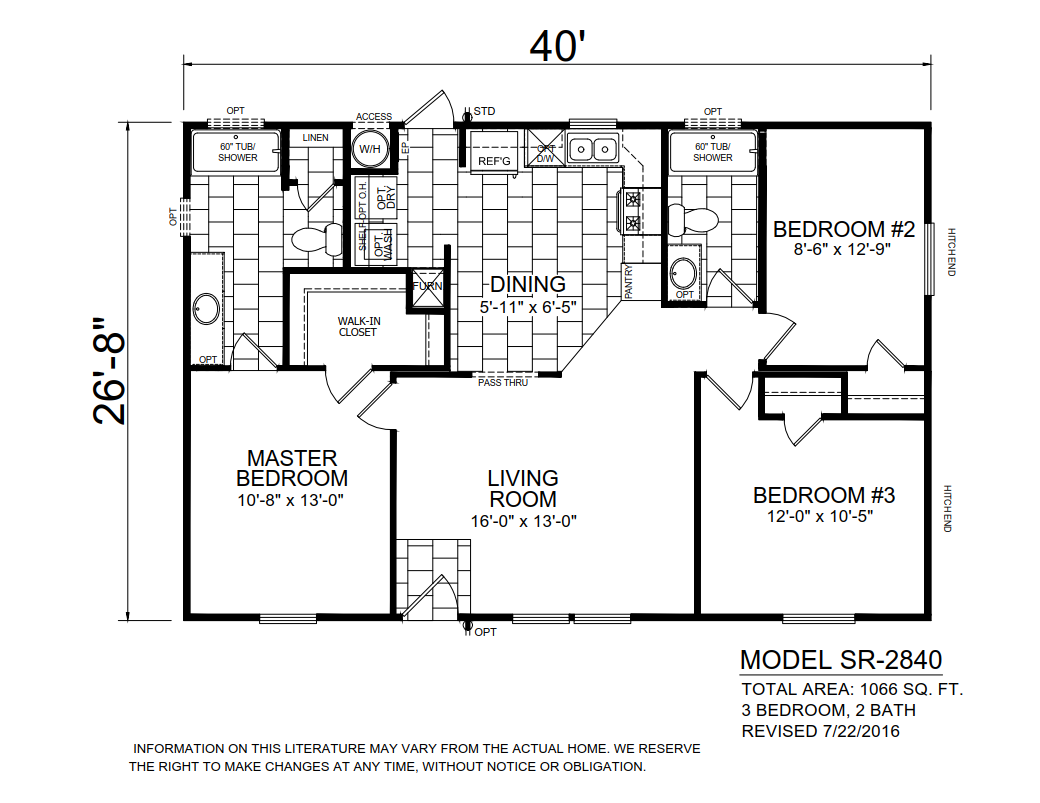 40'
STD
OPT
ACCESS
OPT
60" TUB/
SHOWER
LINEN
W/H
EP
REF'G
OPT
D/W
60" TUB/
SHOWER
OPT
SHELF OPT O.H.
OPT.
DRY
OPT.
WASH
BEDROOM #2
8'-6" x 12'-9"
HITCH END
FURN
DINING
5'-11" x 6'-5"
PANTRY
OPT
WALK-IN
CLOSET
OPT
26'-8"
PASS THRU
MASTER
BEDROOM
10'-8" x 13'-0"
LIVING
ROOM
16'-0" x 13'-0"
BEDROOM #3
12'-0" x 10'-5"
HITCH END
OPT
MODEL SR-2840
TOTAL AREA: 1066 SQ. FT.
3 BEDROOM, 2 BATH
REVISED 7/22/2016
INFORMATION ON THIS LITERATURE MAY VARY FROM THE ACTUAL HOME. WE RESERVE
THE RIGHT TO MAKE CHANGES AT ANY TIME, WITHOUT NOTICE OR OBLIGATION.